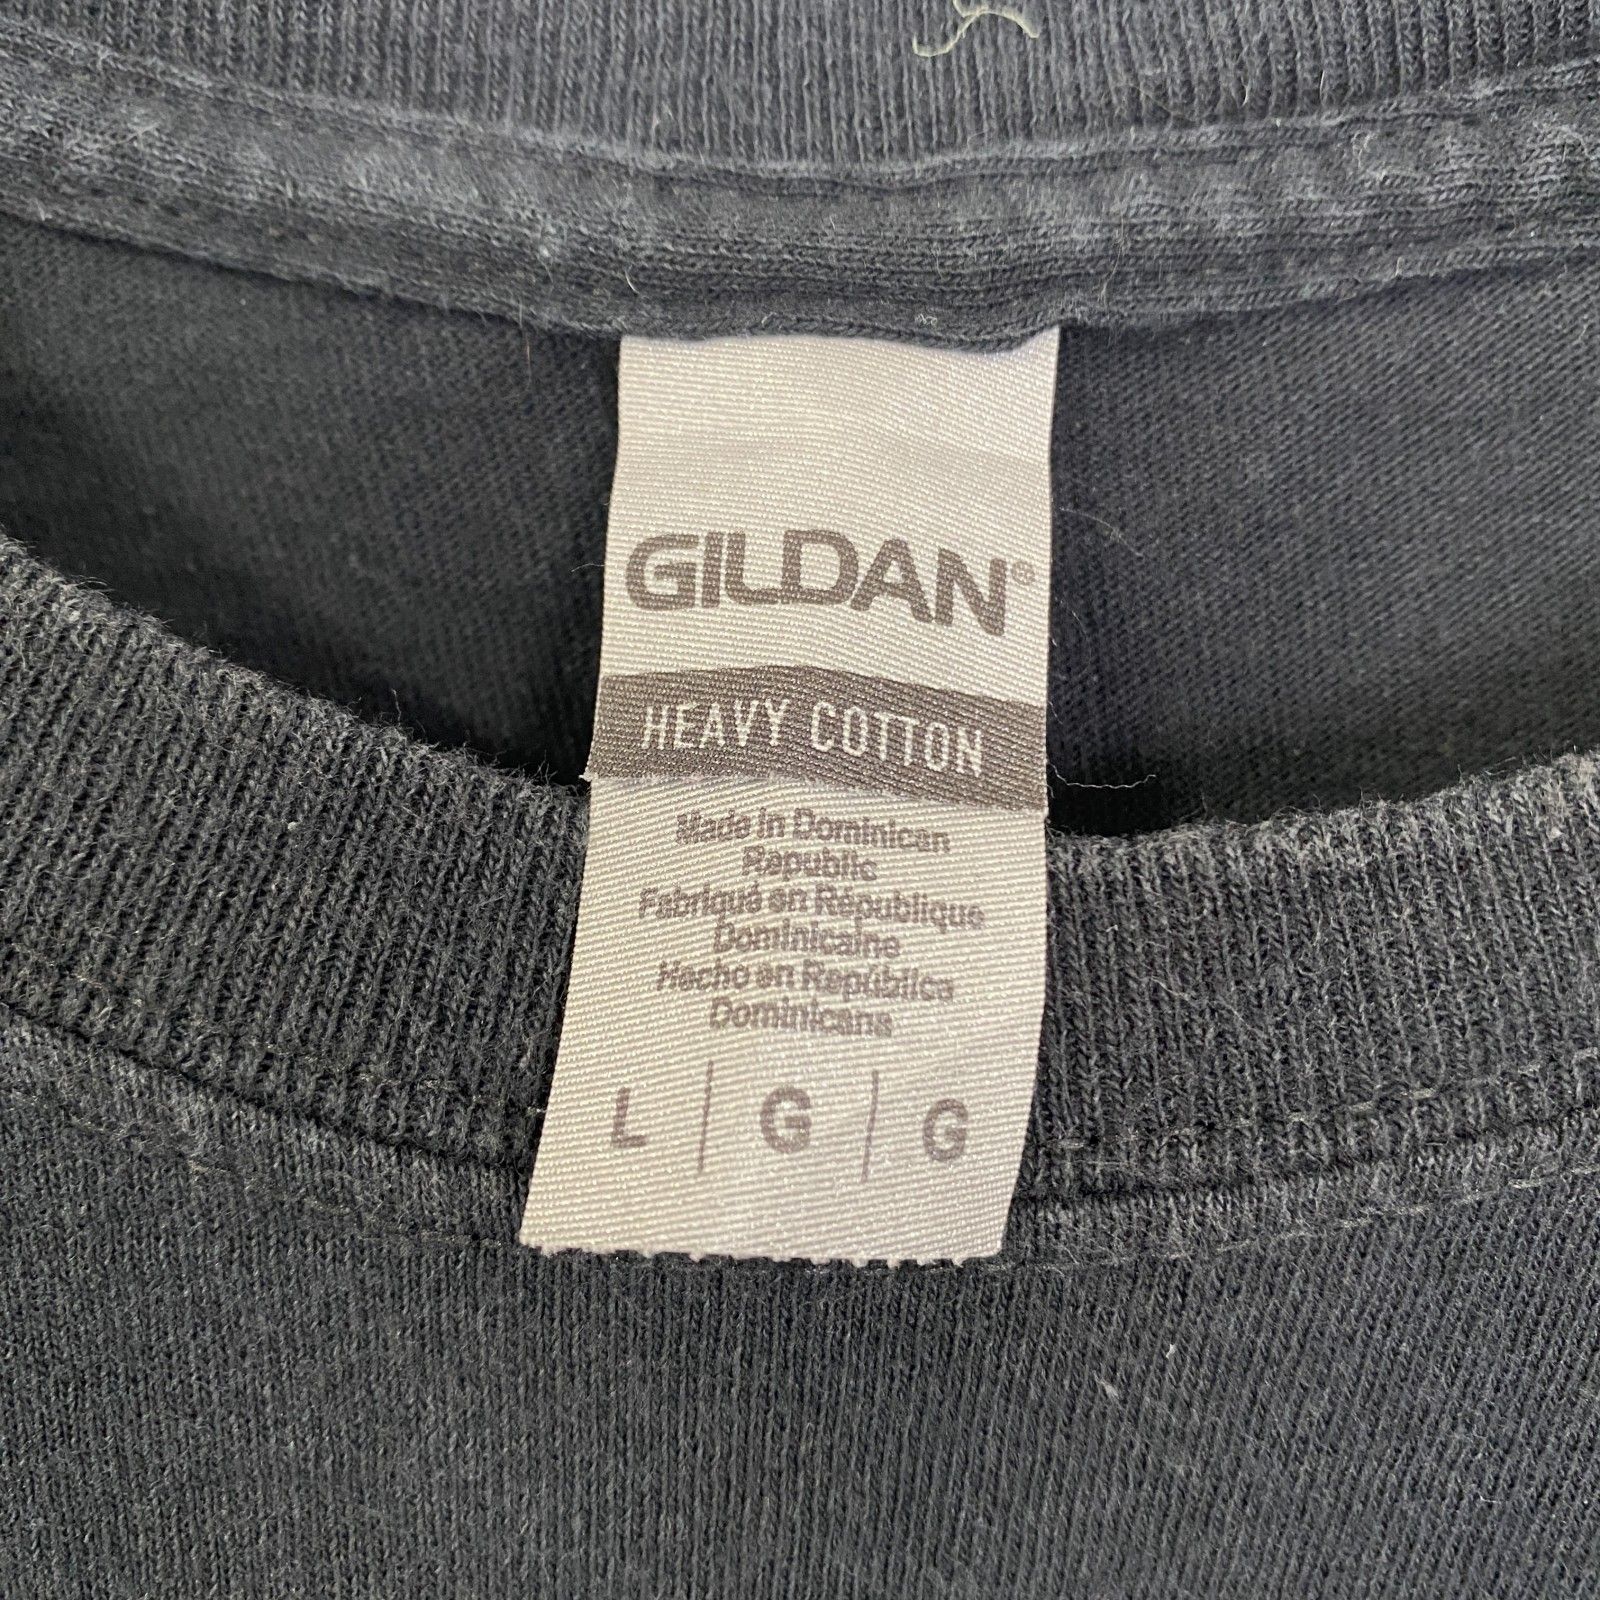 GILDAN®
HEAVY COTTON
Made in Dominican
Republic
Fabriqué en République
Dominicaine
Hecho en República
Dominicana
L | G | G